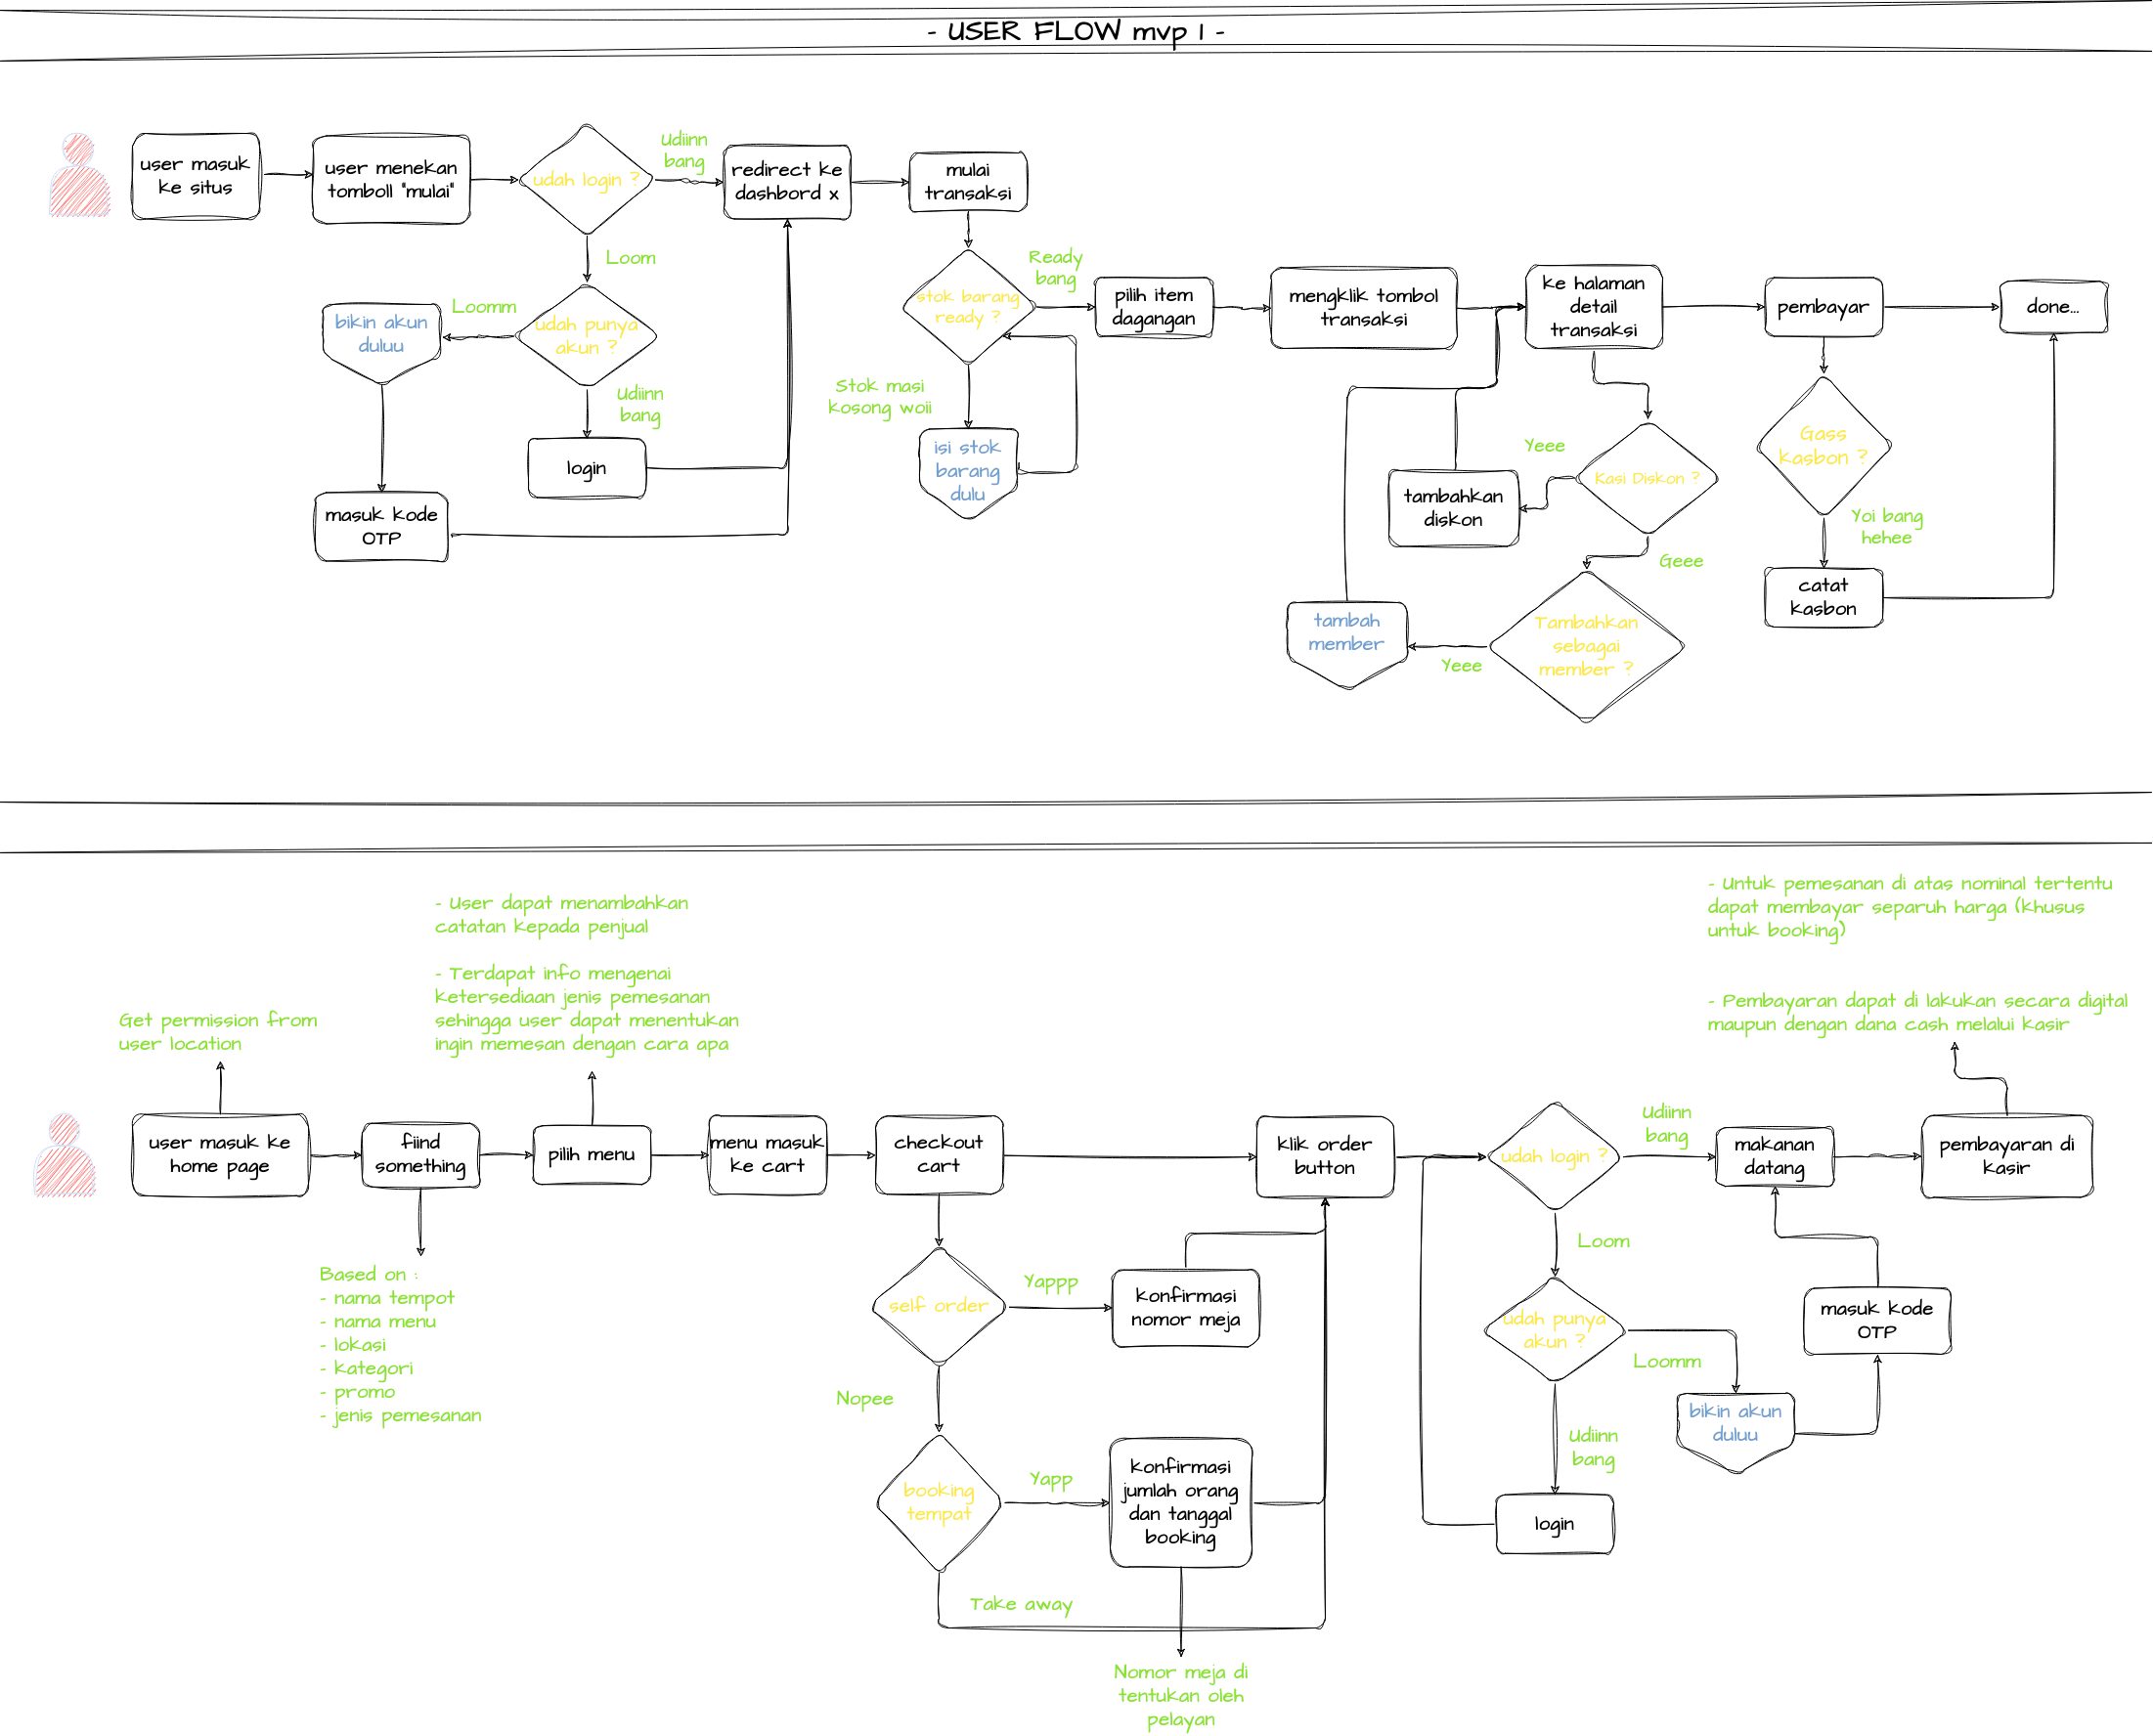 - USER FLOW mvp 1 -
user masuk
ke situs
user menekan
tomboll "mulai"
udah login ?
Udiinn
bang
redirect ke
dashbord x
mulai
transaksi
Loom
bikin akun
duluu
Loomm
udah punya
akun ?
Udiinn
bang
login
masuk kode
OTP
stok barang
ready ?
Ready
bang
pilih item
dagangan
mengklik tombol
transaksi
ke halaman
detail
transaksi
pembayar
done...
Stok masi
kosong woii
isi stok
barang
dulu
Yeee
Kasi Diskon ?
tambahkan
diskon
Geee
Gass
kasbon ?
Yoi bang
hehee
catat
kasbon
tambah
member
Yeee
Tambahkan
sebagai
member ?
- User dapat menambahkan
catatan kepada penjual
- Terdapat info mengenai
ketersediaan jenis pemesanan
sehingga user dapat menentukan
ingin memesan dengan cara apa
- Untuk pemesanan di atas nominal tertentu
dapat membayar separuh harga (khusus
untuk booking)
- Pembayaran dapat di lakukan secara digital
maupun dengan dana cash melalui kasir
Get permission from
user location
user masuk ke
home page
fiind
something
pilih menu
menu masuk
ke cart
checkout
cart
klik order
button
udah login ?
Udiinn
bang
makanan
datang
pembayaran di
kasir
Based on :
- nama tempot
- nama menu
- lokasi
- kategori
- promo
- jenis pemesanan
self order
Yappp
konfirmasi
nomor meja
Nopee
booking
tempat
Yapp
konfirmasi
jumlah orang
dan tanggal
booking
Take away
Nomor meja di
tentukan oleh
pelayan
Loom
udah punya
akun ?
Loomm
masuk kode
OTP
bikin akun
duluu
Udiinn
bang
login